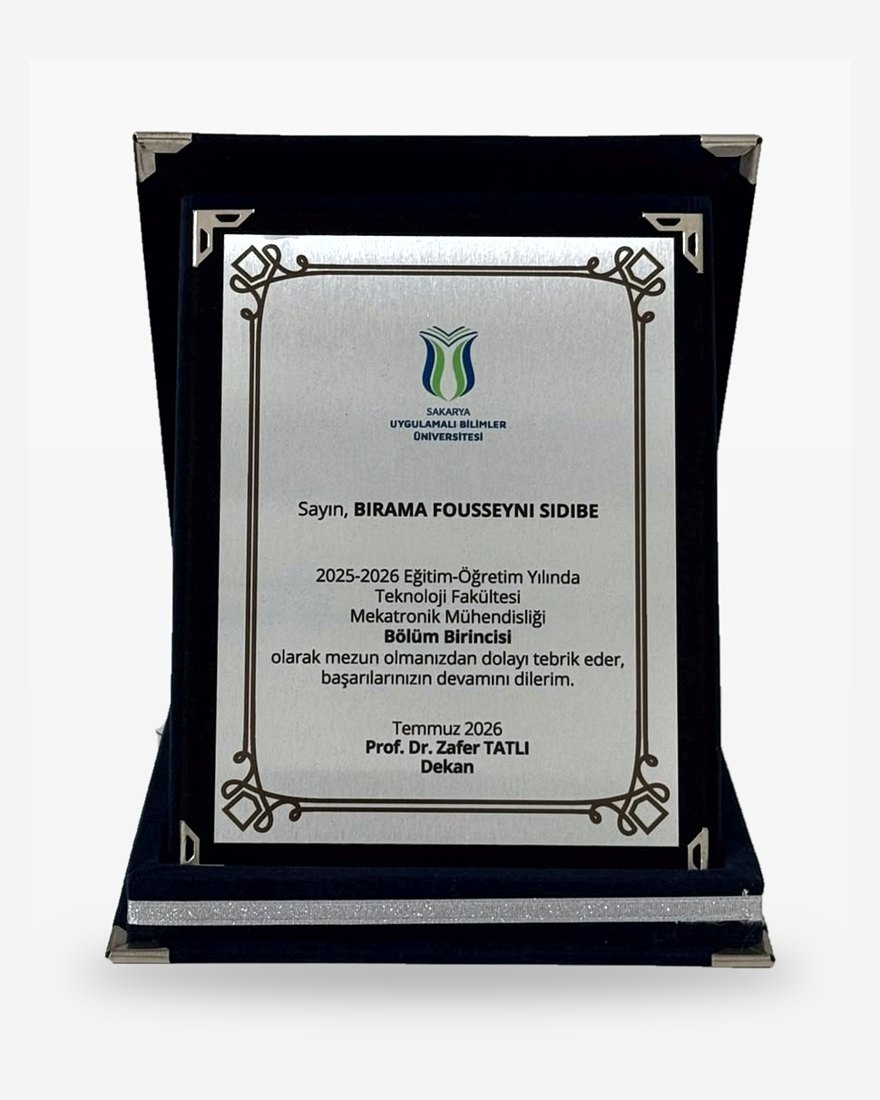 SAKARYA
UYGULAMALI BİLİMLER
ÜNİVERSİTESİ
Sayın, BIRAMA FOUSSEYNI SIDIBE
2025-2026 Eğitim-Öğretim Yılında
Teknoloji Fakültesi
Mekatronik Mühendisliği
Bölüm Birincisi
olarak mezun olmanızdan dolayı tebrik eder,
başarılarınızın devamını dilerim.
Temmuz 2026
Prof. Dr. Zafer TATLI
Dekan